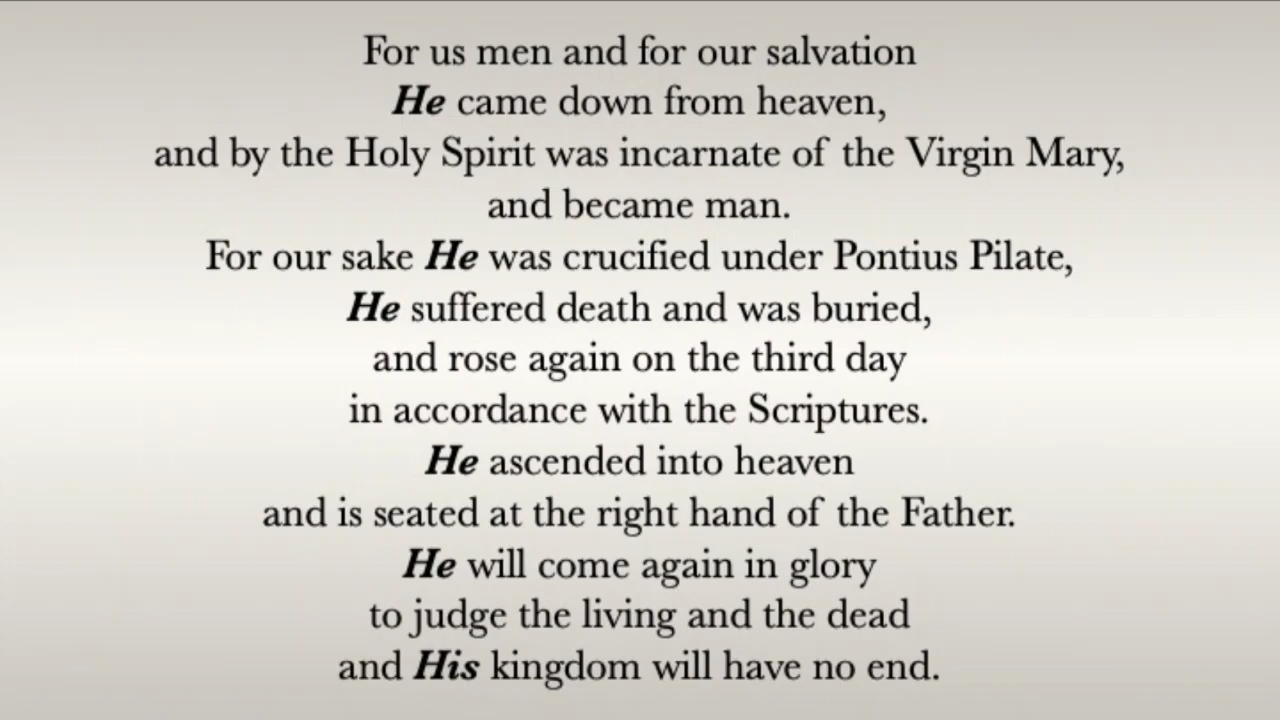 For us men and for our salvation
He came down from heaven,
and by the Holy Spirit was incarnate of the Virgin Mary,
and became man.
For our sake He was crucified under Pontius Pilate,
He suffered death and was buried,
and rose again on the third day
in accordance with the Scriptures.
He ascended into heaven
and is seated at the right hand of the Father.
He will come again in glory
to judge the living and the dead
and His kingdom will have no end.